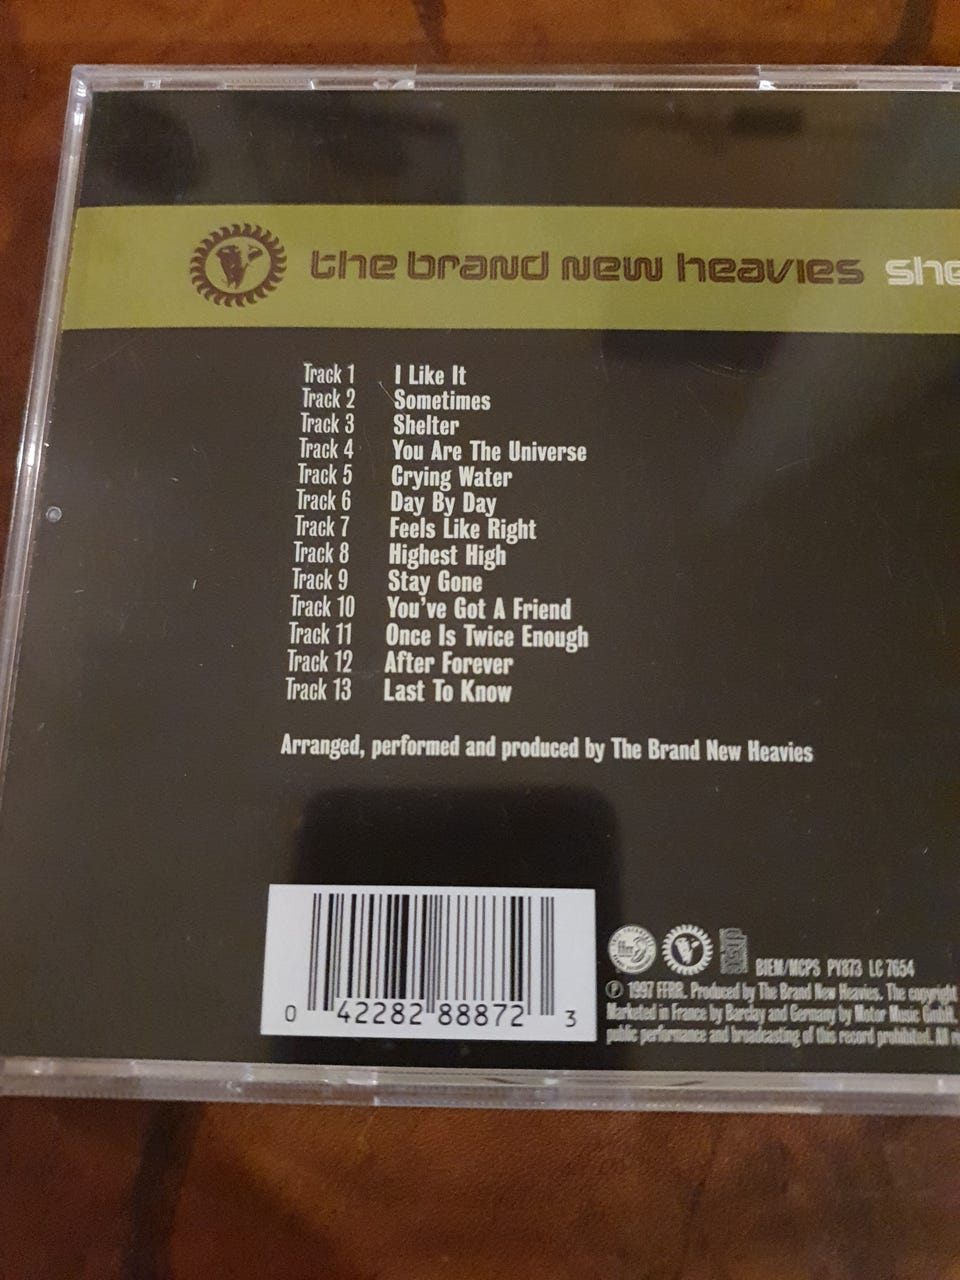 the brand new heavies she
Track 1 I Like It
Track 2 Sometimes
Track 3 Shelter
Track 4 You Are The Universe
Track 5 Crying Water
Track 6 Day By Day
Track 7 Feels Like Right
Track 8 Highest High
Track 9 Stay Gone
Track 10 You've Got A Friend
Track 11 Once Is Twice Enough
Track 12 After Forever
Track 13 Last To Know
Arranged, performed and produced by The Brand New Heavies
0 42282 88872 3
ffrr
BIEM/MCPS PY873 LC 7654
℗ 1997 FFRR. Produced by The Brand New Heavies. The copyright
Marketed in France by Barclay and Germany by Motor Music GmbH.
public performance and broadcasting of this record prohibited. All